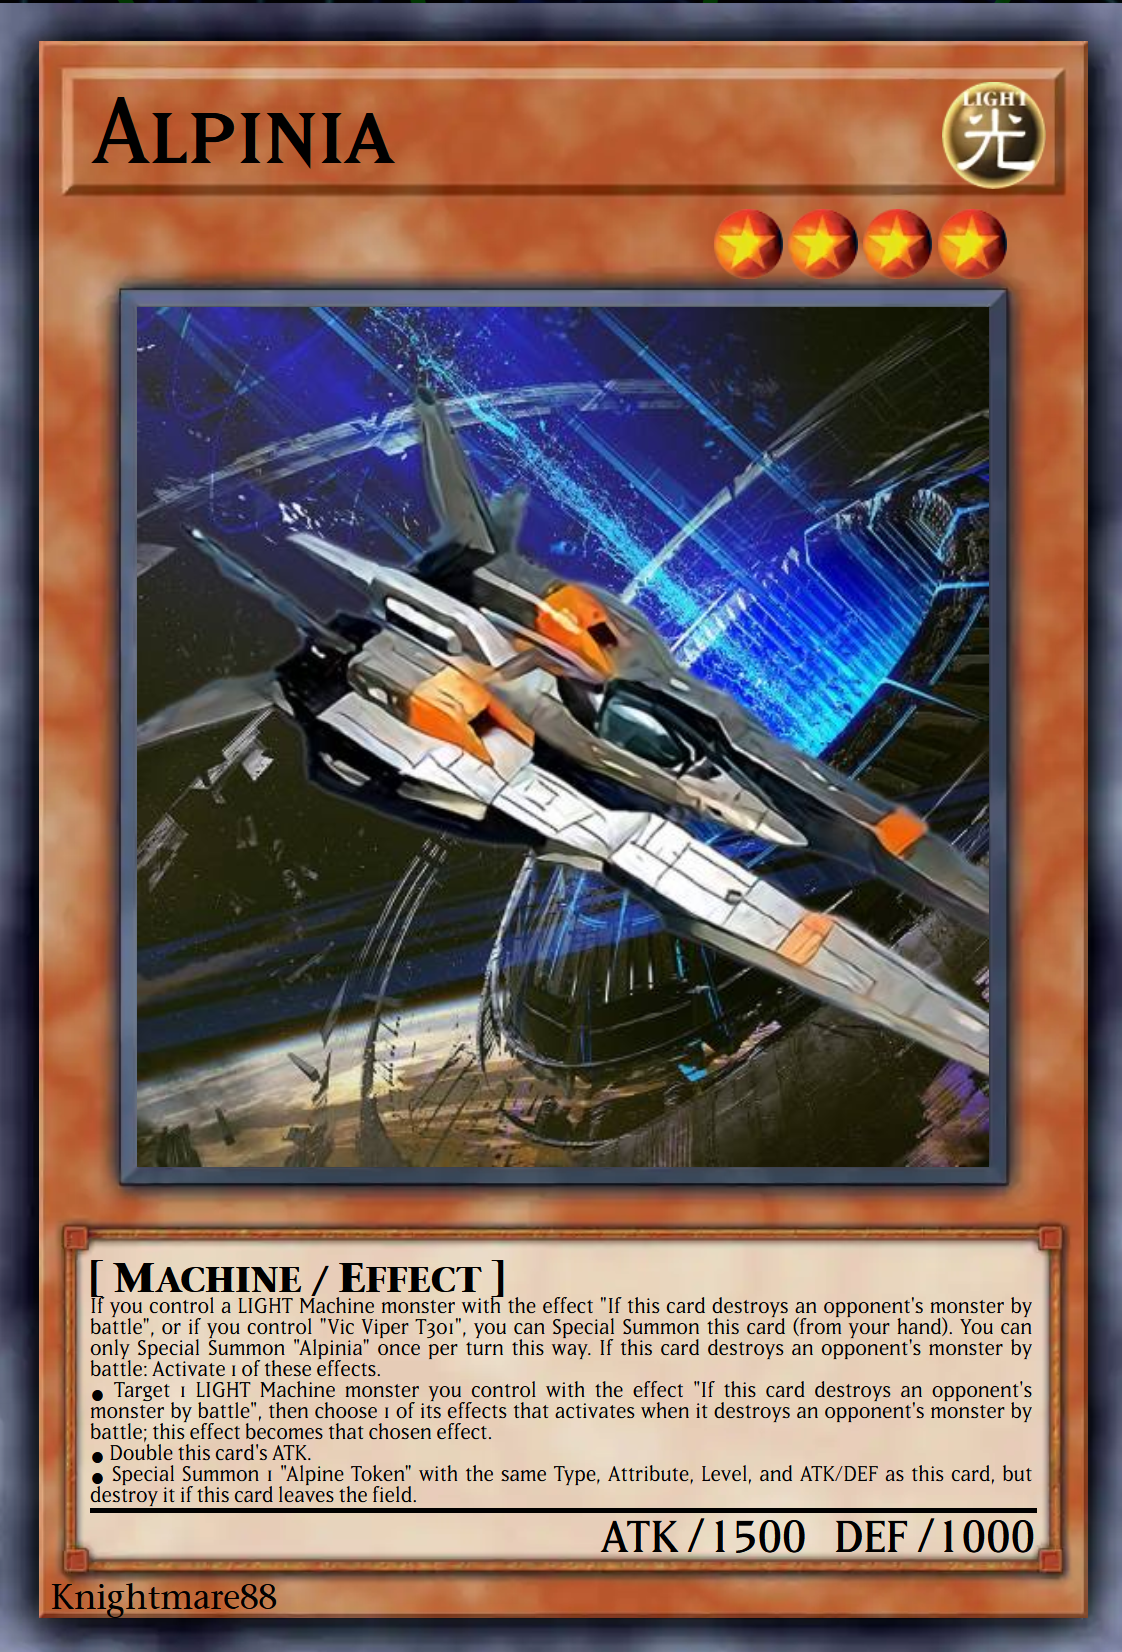 Alpinia
LIGHT
光
[ Machine / Effect ]
If you control a LIGHT Machine monster with the effect "If this card destroys an opponent's monster by
battle", or if you control "Vic Viper T301", you can Special Summon this card (from your hand). You can
only Special Summon "Alpinia" once per turn this way. If this card destroys an opponent's monster by
battle: Activate 1 of these effects.
● Target 1 LIGHT Machine monster you control with the effect "If this card destroys an opponent's
monster by battle", then choose 1 of its effects that activates when it destroys an opponent's monster by
battle; this effect becomes that chosen effect.
● Double this card's ATK.
● Special Summon 1 "Alpine Token" with the same Type, Attribute, Level, and ATK/DEF as this card, but
destroy it if this card leaves the field.
ATK / 1500 DEF / 1000
Knightmare88